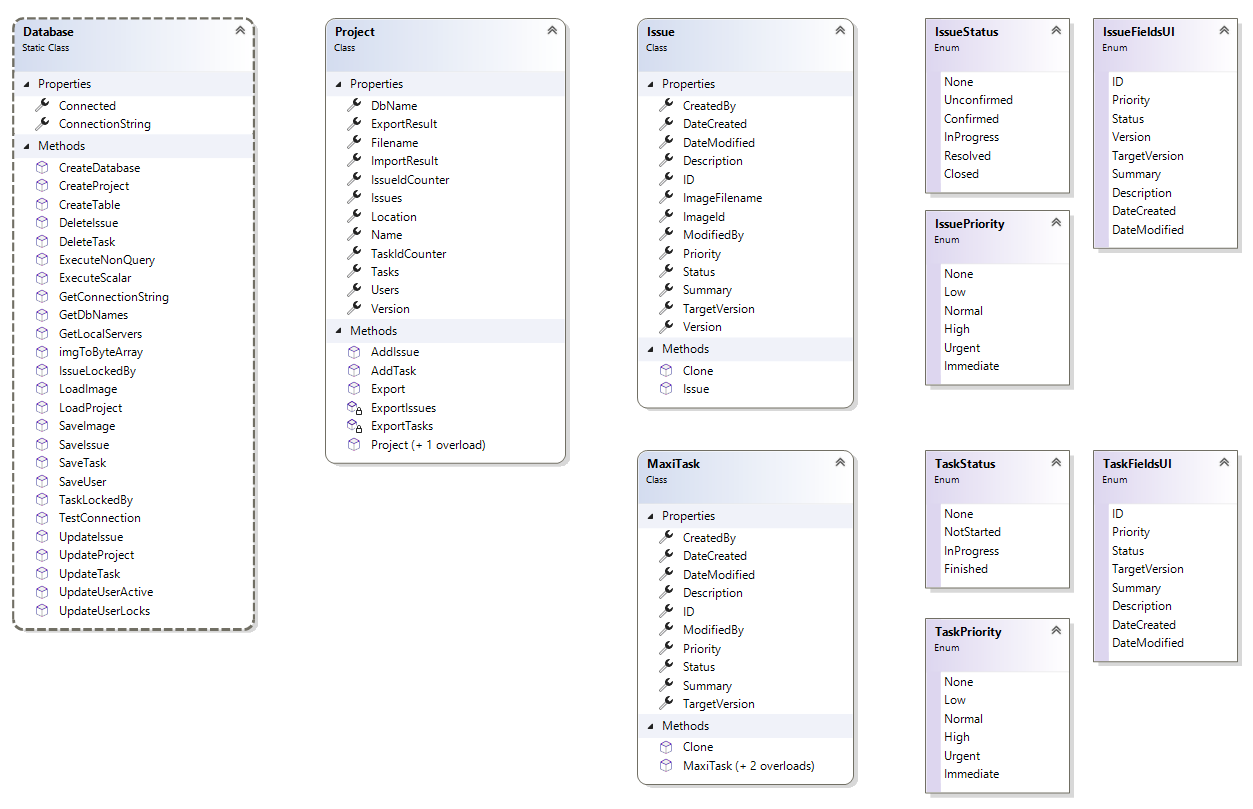 Database
Static Class
Properties
Connected
ConnectionString
Methods
CreateDatabase
CreateProject
CreateTable
DeleteIssue
DeleteTask
ExecuteNonQuery
ExecuteScalar
GetConnectionString
GetDbNames
GetLocalServers
imgToByteArray
IssueLockedBy
LoadImage
LoadProject
SaveImage
SaveIssue
SaveTask
SaveUser
TaskLockedBy
TestConnection
UpdateIssue
UpdateProject
UpdateTask
UpdateUserActive
UpdateUserLocks
Project
Class
Properties
DbName
ExportResult
Filename
ImportResult
IssueIdCounter
Issues
Location
Name
TaskIdCounter
Tasks
Users
Version
Methods
AddIssue
AddTask
Export
ExportIssues
ExportTasks
Project (+ 1 overload)
Issue
Class
Properties
CreatedBy
DateCreated
DateModified
Description
ID
ImageFilename
ImageId
ModifiedBy
Priority
Status
Summary
TargetVersion
Version
Methods
Clone
Issue
MaxiTask
Class
Properties
CreatedBy
DateCreated
DateModified
Description
ID
ModifiedBy
Priority
Status
Summary
TargetVersion
Methods
Clone
MaxiTask (+ 2 overloads)
IssueStatus
Enum
None
Unconfirmed
Confirmed
InProgress
Resolved
Closed
IssuePriority
Enum
None
Low
Normal
High
Urgent
Immediate
TaskStatus
Enum
None
NotStarted
InProgress
Finished
TaskPriority
Enum
None
Low
Normal
High
Urgent
Immediate
IssueFieldsUI
Enum
ID
Priority
Status
Version
TargetVersion
Summary
Description
DateCreated
DateModified
TaskFieldsUI
Enum
ID
Priority
Status
TargetVersion
Summary
Description
DateCreated
DateModified